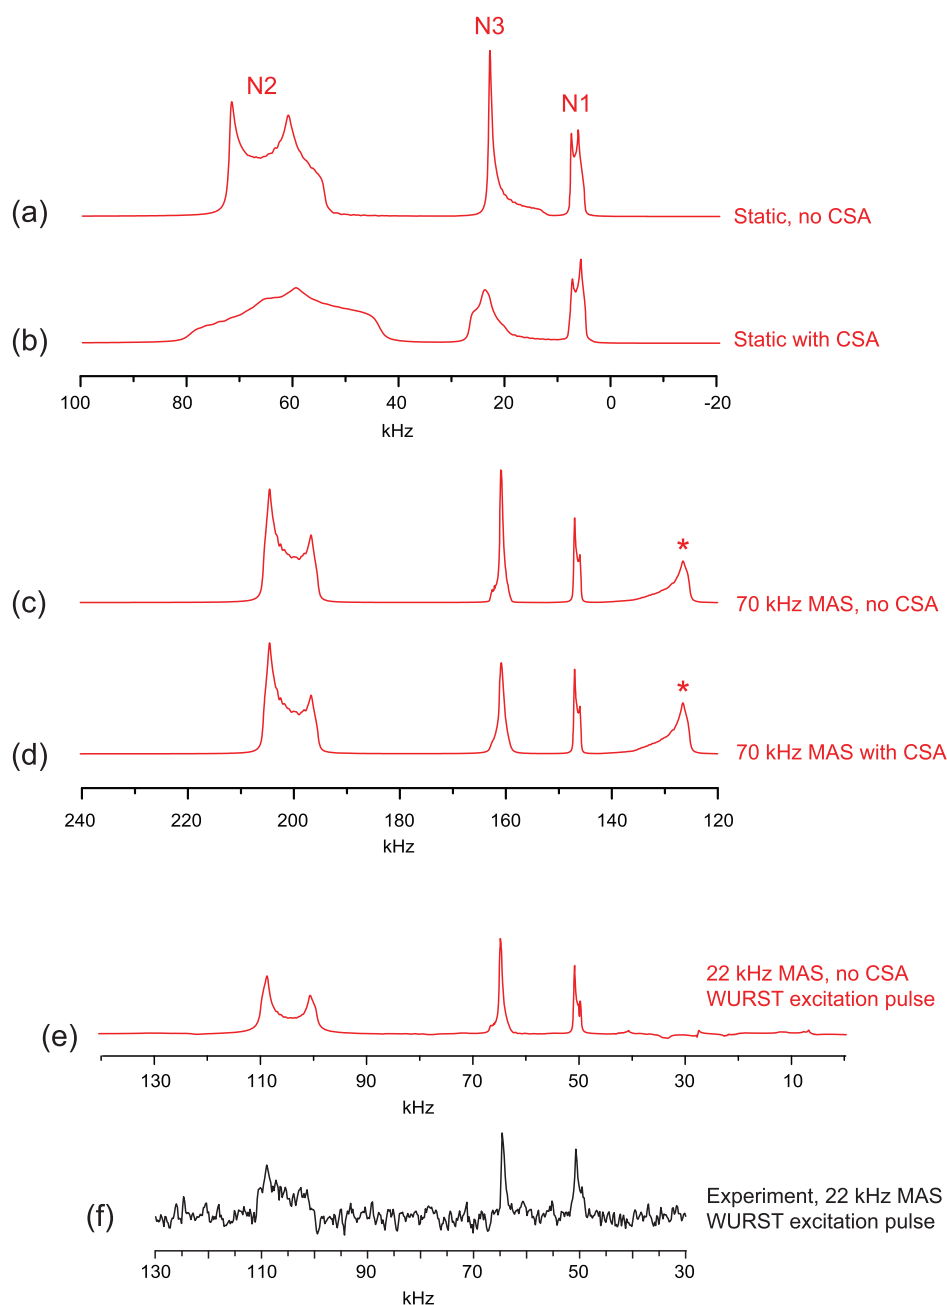 N3
N2
N1
(a)
Static, no CSA
(b)
Static with CSA
100 80 60 40 20 0 -20
kHz
(c)
*
70 kHz MAS, no CSA
(d)
*
70 kHz MAS with CSA
240 220 200 180 160 140 120
kHz
22 kHz MAS, no CSA
WURST excitation pulse
(e)
130 110 90 70 50 30 10
kHz
(f)
Experiment, 22 kHz MAS
WURST excitation pulse
130 110 90 70 50 30
kHz